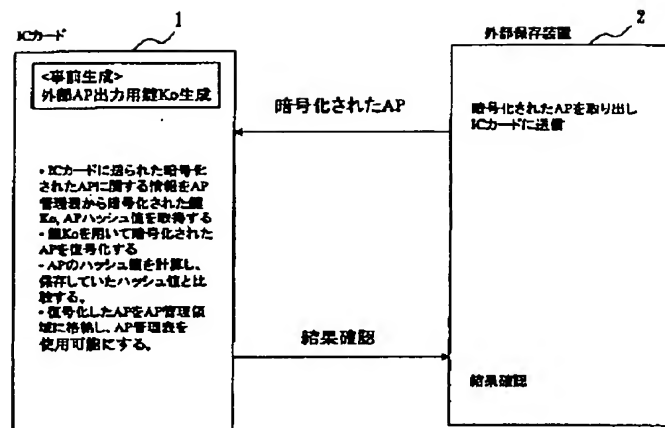 1
ICカード
<事前生成>
外部AP出力用鍵Ko生成
・ICカードに送られた暗号化
されたAPに関する情報をAP
管理表から暗号化された鍵
Ko, APハッシュ値を取得する
・鍵Koを用いて暗号化された
APを復号化する
・APのハッシュ値を計算し、
保存していたハッシュ値と比
較する。
・復号化したAPをAP管理領
域に格納し、AP管理表を
使用可能にする。
暗号化されたAP
結果確認
2
外部保存装置
暗号化されたAPを取り出し
ICカードに送信
結果確認